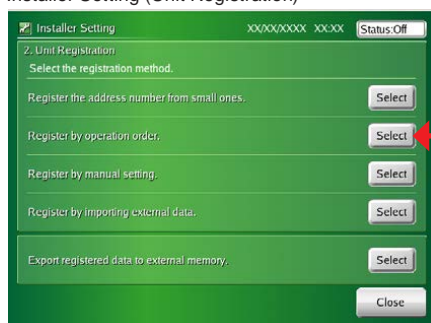 Installer Setting (Unit Registration)
Installer Setting XX/XX/XXXX XX:XX Status:Off
2. Unit Registration
Select the registration method.
Register the address number from small ones. Select
Register by operation order. Select
Register by manual setting. Select
Register by importing external data. Select
Export registered data to external memory. Select
Close